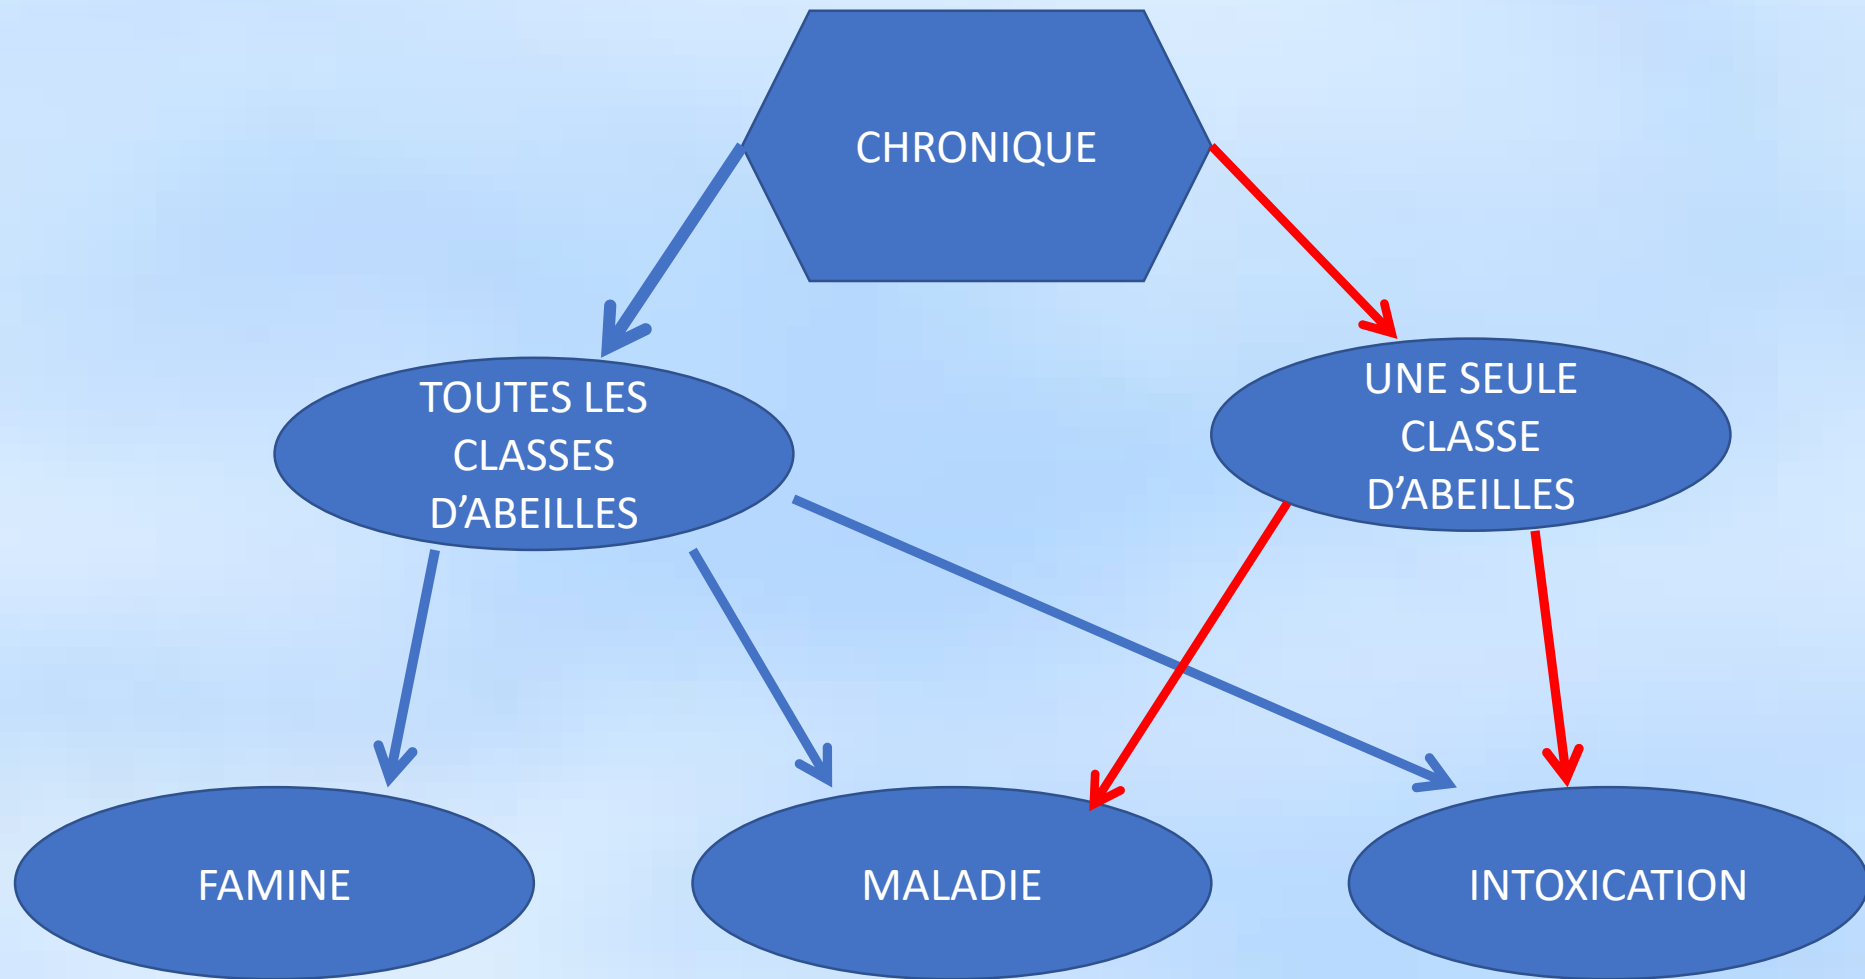 CHRONIQUE
TOUTES LES
CLASSES
D’ABEILLES
UNE SEULE
CLASSE
D’ABEILLES
FAMINE
MALADIE
INTOXICATION